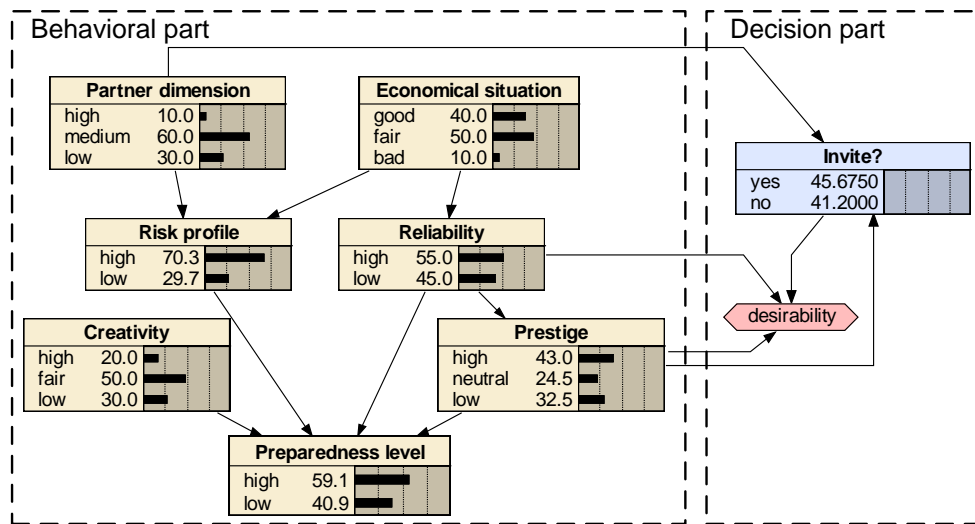 Behavioral part
Decision part
Partner dimension
high 10.0
medium 60.0
low 30.0
Economical situation
good 40.0
fair 50.0
bad 10.0
Invite?
yes 45.6750
no 41.2000
Risk profile
high 70.3
low 29.7
Reliability
high 55.0
low 45.0
desirability
Creativity
high 20.0
fair 50.0
low 30.0
Prestige
high 43.0
neutral 24.5
low 32.5
Preparedness level
high 59.1
low 40.9